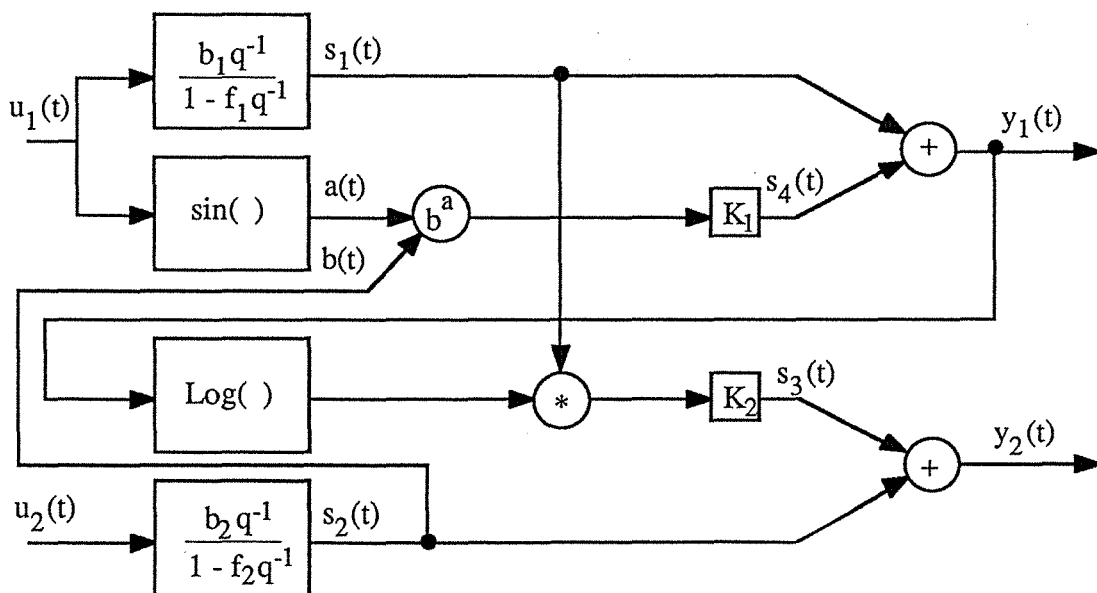 b₁q⁻¹
1 - f₁q⁻¹
s₁(t)
u₁(t)
y₁(t)
+
sin( )
a(t)
b(t)
bᵃ
K₁
s₄(t)
Log( )
*
K₂
s₃(t)
y₂(t)
+
u₂(t)
b₂q⁻¹
1 - f₂q⁻¹
s₂(t)